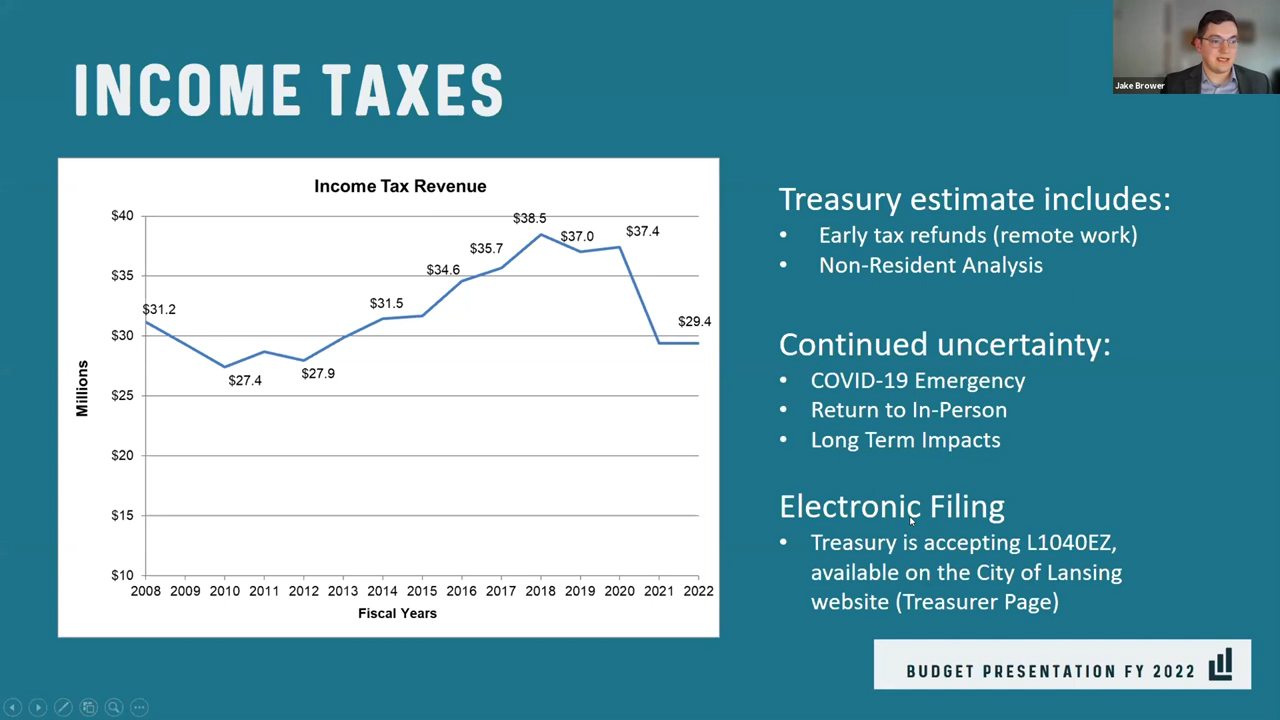 Jake Brower
INCOME TAXES
Income Tax Revenue
Millions
$40
$35
$30
$25
$20
$15
$10
$31.2
$27.4
$27.9
$31.5
$34.6
$35.7
$38.5
$37.0
$37.4
$29.4
2008 2009 2010 2011 2012 2013 2014 2015 2016 2017 2018 2019 2020 2021 2022
Fiscal Years
Treasury estimate includes:
• Early tax refunds (remote work)
• Non-Resident Analysis
Continued uncertainty:
• COVID-19 Emergency
• Return to In-Person
• Long Term Impacts
Electronic Filing
• Treasury is accepting L1040EZ,
available on the City of Lansing
website (Treasurer Page)
BUDGET PRESENTATION FY 2022